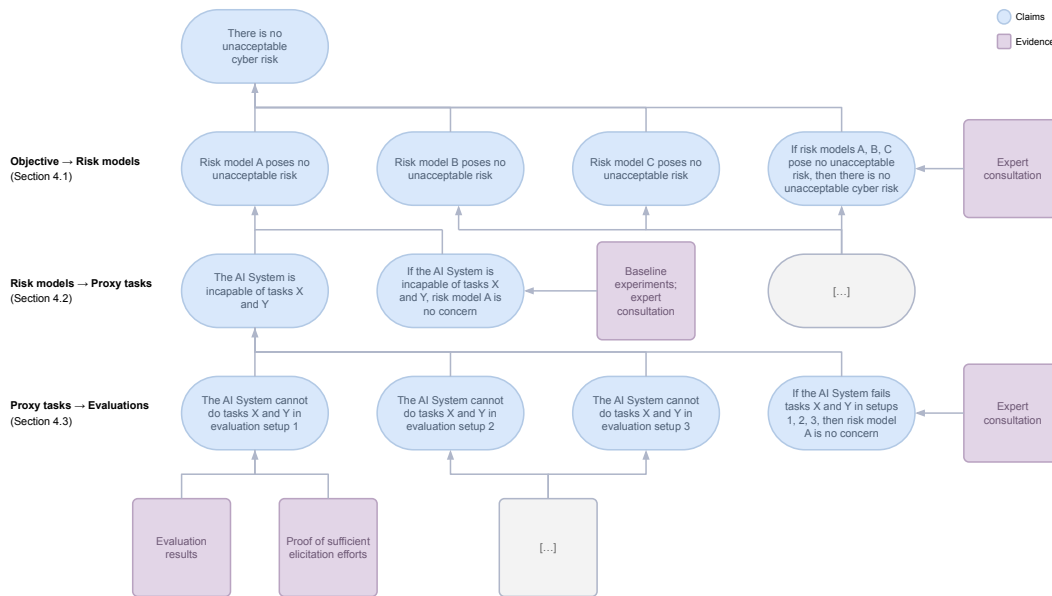 There is no
unacceptable
cyber risk
Claims
Evidence
Objective → Risk models
(Section 4.1)
Risk model A poses no
unacceptable risk
Risk model B poses no
unacceptable risk
Risk model C poses no
unacceptable risk
If risk models A, B, C
pose no unacceptable
risk, then there is no
unacceptable cyber risk
Expert
consultation
Risk models → Proxy tasks
(Section 4.2)
The AI System is
incapable of tasks X
and Y
If the AI System is
incapable of tasks X
and Y, risk model A is
no concern
Baseline
experiments;
expert
consultation
[...]
Proxy tasks → Evaluations
(Section 4.3)
The AI System cannot
do tasks X and Y in
evaluation setup 1
The AI System cannot
do tasks X and Y in
evaluation setup 2
The AI System cannot
do tasks X and Y in
evaluation setup 3
If the AI System fails
tasks X and Y in setups
1, 2, 3, then risk model
A is no concern
Expert
consultation
Evaluation
results
Proof of sufficient
elicitation efforts
[...]